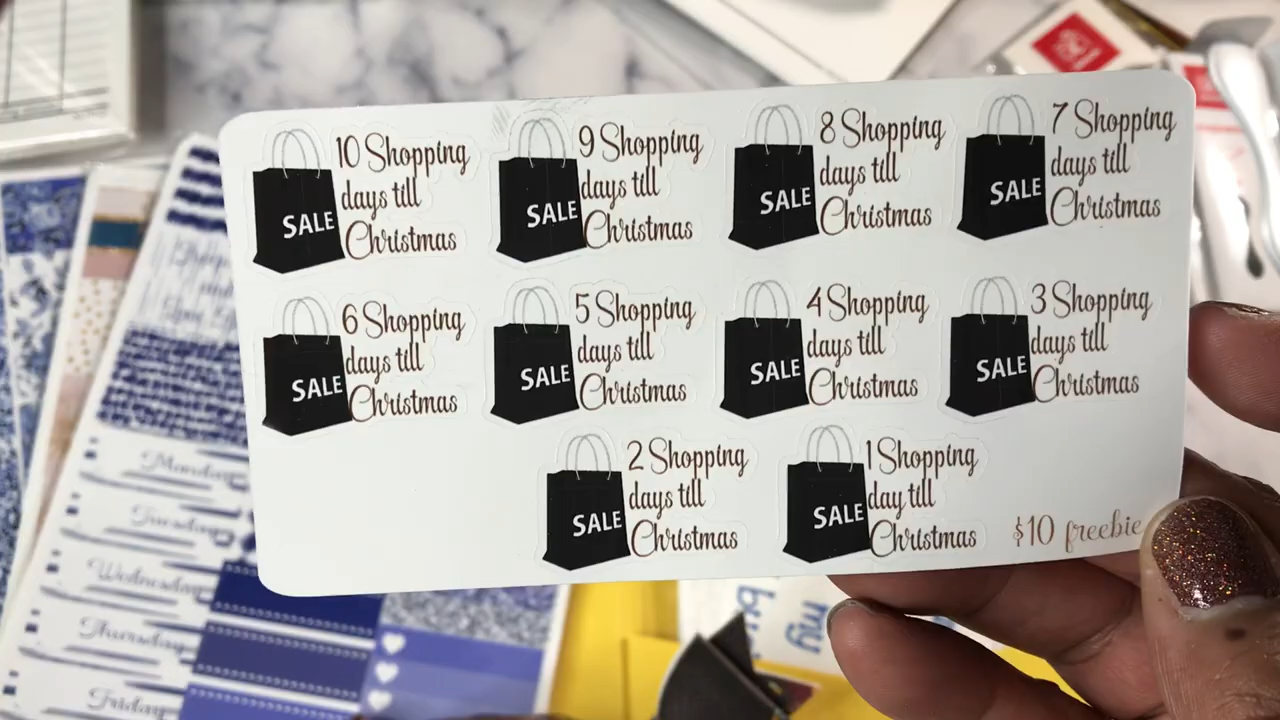 SALE
10 Shopping
days till
Christmas
SALE
9 Shopping
days till
Christmas
SALE
8 Shopping
days till
Christmas
SALE
7 Shopping
days till
Christmas
SALE
6 Shopping
days till
Christmas
SALE
5 Shopping
days till
Christmas
SALE
4 Shopping
days till
Christmas
SALE
3 Shopping
days till
Christmas
SALE
2 Shopping
days till
Christmas
SALE
1 Shopping
day till
Christmas
$10 freebie
Monday
Tuesday
Wednesday
Thursday
Friday
my